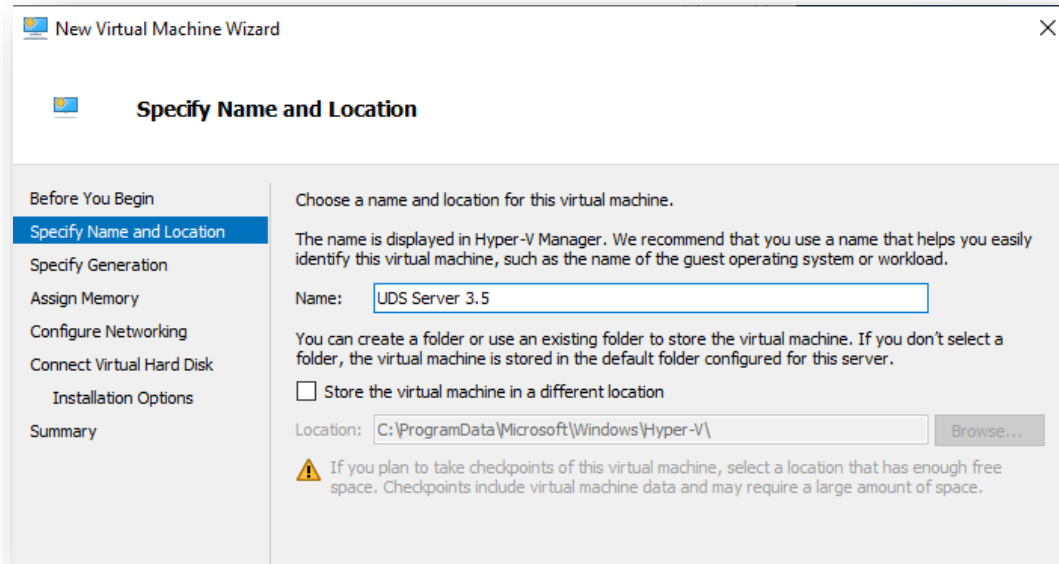 New Virtual Machine Wizard
Specify Name and Location
Before You Begin
Specify Name and Location
Specify Generation
Assign Memory
Configure Networking
Connect Virtual Hard Disk
Installation Options
Summary
Choose a name and location for this virtual machine.
The name is displayed in Hyper-V Manager. We recommend that you use a name that helps you easily
identify this virtual machine, such as the name of the guest operating system or workload.
Name: UDS Server 3.5
You can create a folder or use an existing folder to store the virtual machine. If you don't select a
folder, the virtual machine is stored in the default folder configured for this server.
Store the virtual machine in a different location
Location: C:\ProgramData\Microsoft\Windows\Hyper-V\ Browse...
If you plan to take checkpoints of this virtual machine, select a location that has enough free
space. Checkpoints include virtual machine data and may require a large amount of space.